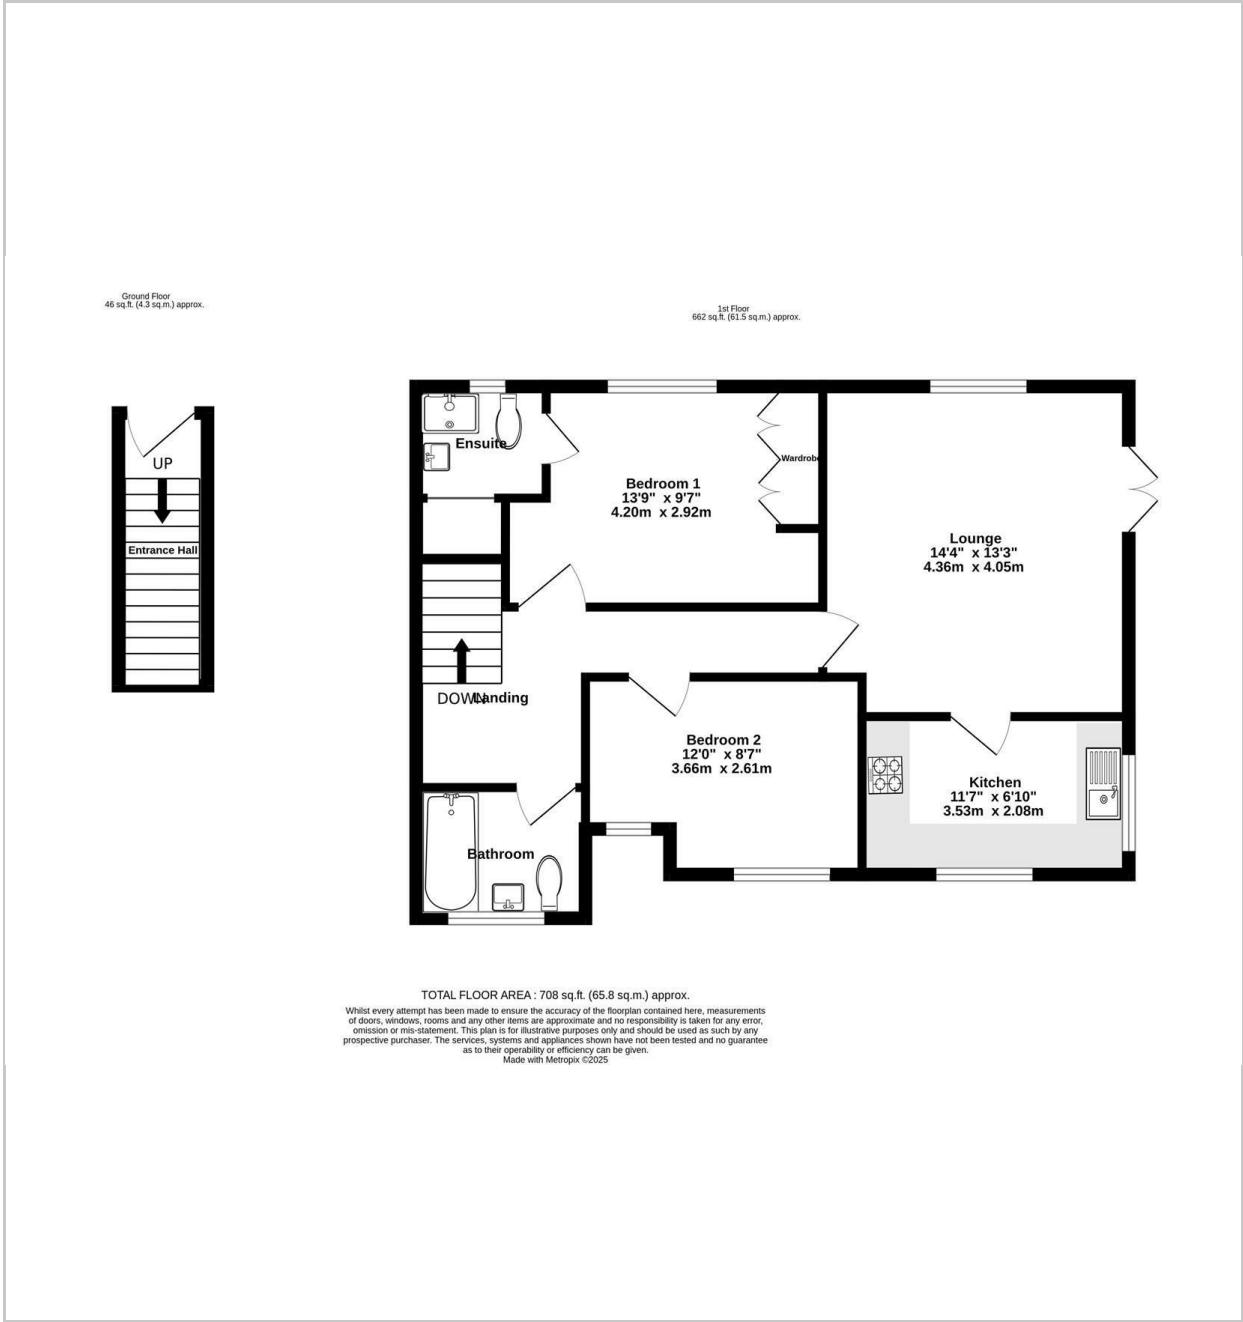 Ground Floor
46 sq.ft. (4.3 sq.m.) approx.
1st Floor
662 sq.ft. (61.5 sq.m.) approx.
UP
Entrance Hall
Ensuite
Bedroom 1
13'9" x 9'7"
4.20m x 2.92m
Wardrobe
Lounge
14'4" x 13'3"
4.36m x 4.05m
DOWN
Landing
Bedroom 2
12'0" x 8'7"
3.66m x 2.61m
Kitchen
11'7" x 6'10"
3.53m x 2.08m
Bathroom
TOTAL FLOOR AREA : 708 sq.ft. (65.8 sq.m.) approx.
Whilst every attempt has been made to ensure the accuracy of the floorplan contained here, measurements
of doors, windows, rooms and any other items are approximate and no responsibility is taken for any error,
omission or mis-statement. This plan is for illustrative purposes only and should be used as such by any
prospective purchaser. The services, systems and appliances shown have not been tested and no guarantee
as to their operability or efficiency can be given.
Made with Metropix ©2025